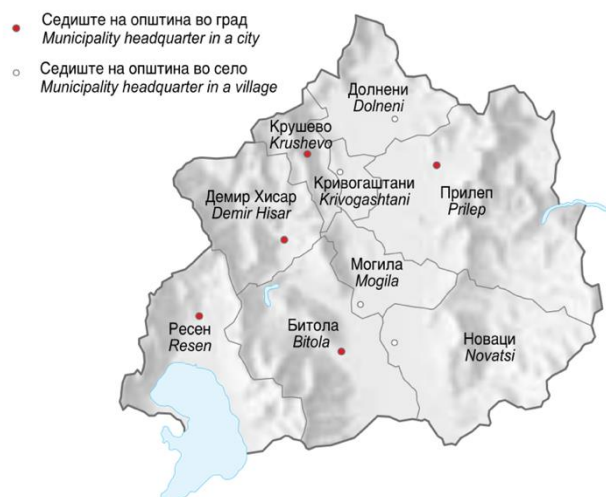 Седиште на општина во град
Municipality headquarter in a city
Седиште на општина во село
Municipality headquarter in a village
Долнени
Dolneni
Крушево
Krushevo
Кривогаштани
Krivogashtani
Прилеп
Prilep
Демир Хисар
Demir Hisar
Могила
Mogila
Ресен
Resen
Битола
Bitola
Новаци
Novatsi